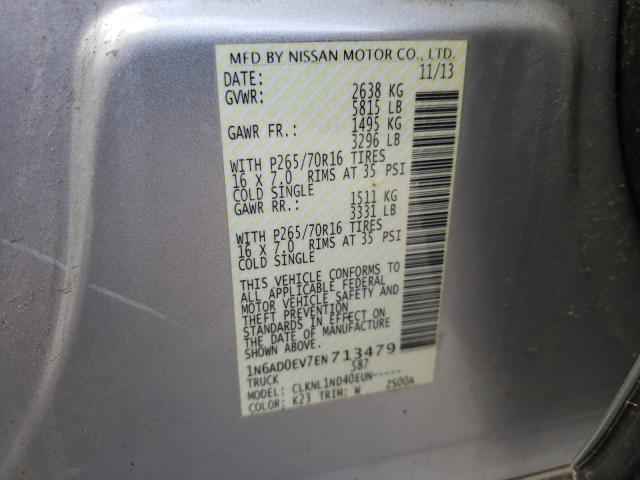 MFD BY NISSAN MOTOR CO., LTD.
DATE: 11/13
GVWR: 2638 KG
5815 LB
GAWR FR.: 1495 KG
3296 LB
WITH P265/70R16 TIRES
16 X 7.0 RIMS AT 35 PSI
COLD SINGLE
GAWR RR.: 1511 KG
3331 LB
WITH P265/70R16 TIRES
16 X 7.0 RIMS AT 35 PSI
COLD SINGLE
THIS VEHICLE CONFORMS TO
ALL APPLICABLE FEDERAL
MOTOR VEHICLE SAFETY AND
THEFT PREVENTION
STANDARDS IN EFFECT ON
THE DATE OF MANUFACTURE
SHOWN ABOVE.
1N6AD0EV7EN713479
TRUCK 5B7
MODEL: CLKNL1ND40EUN-----
COLOR: K23 TRIM: W 2S00A